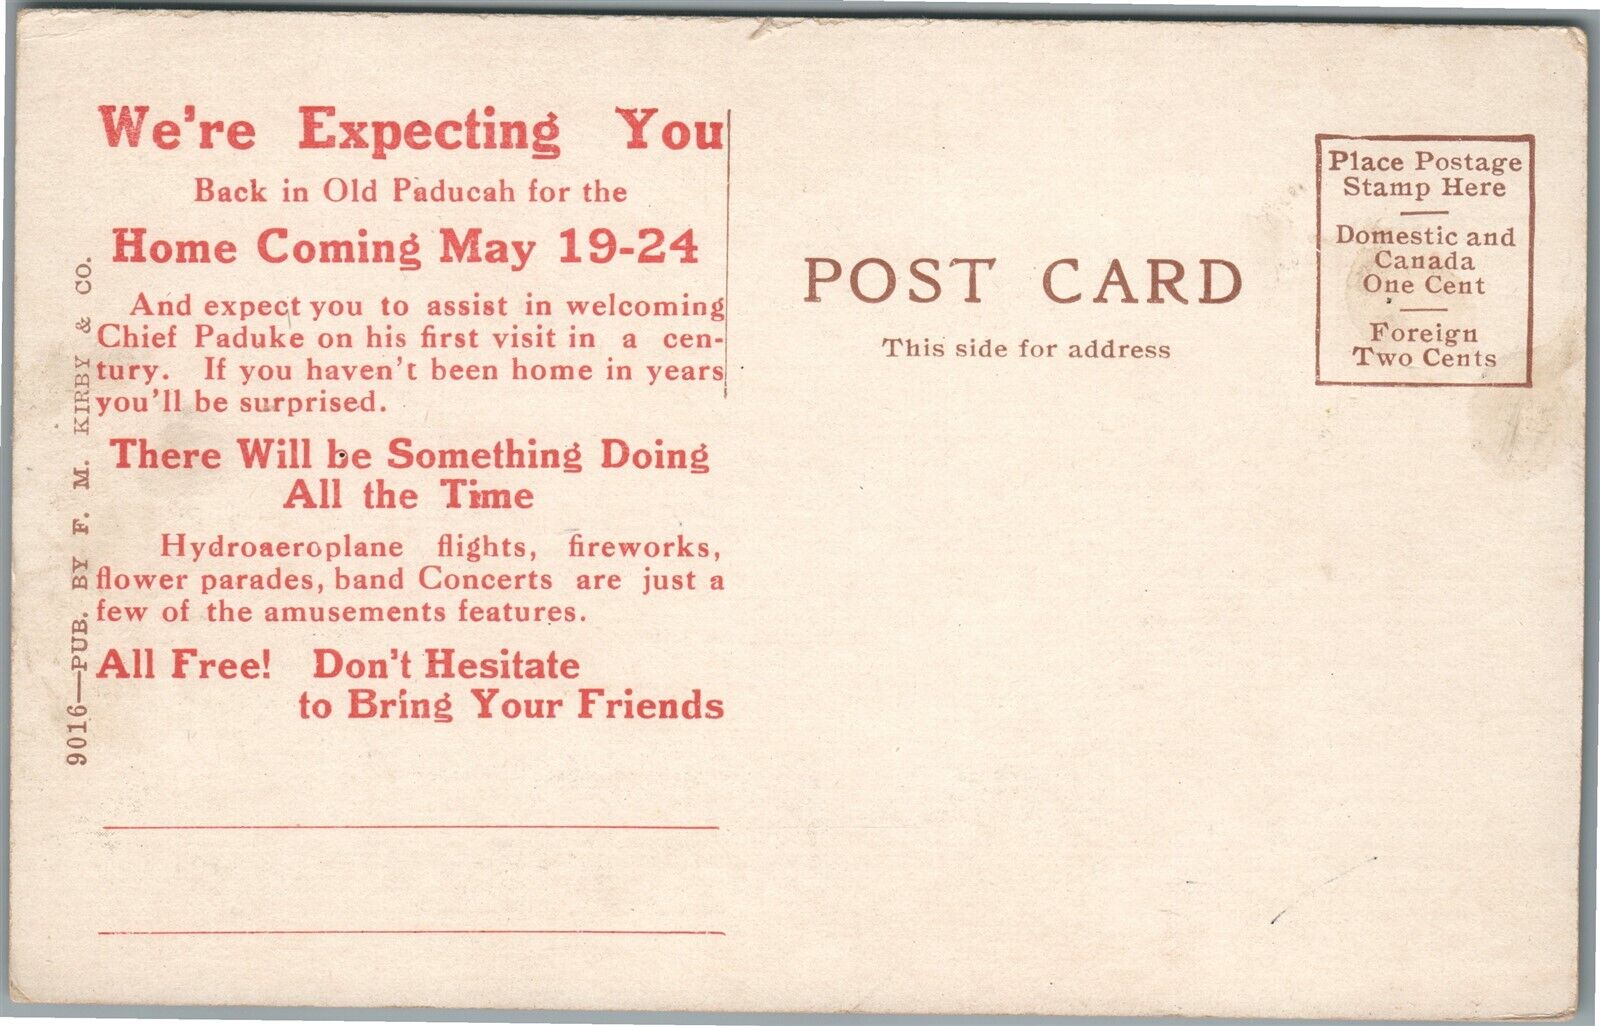 We're Expecting You
Back in Old Paducah for the
Home Coming May 19-24
And expect you to assist in welcoming
Chief Paduke on his first visit in a cen-
tury. If you haven't been home in years
you'll be surprised.
There Will be Something Doing
All the Time
Hydroaeroplane flights, fireworks,
flower parades, band Concerts are just a
few of the amusements features.
All Free! Don't Hesitate
to Bring Your Friends
9016—PUB. BY F. M. KIRBY & CO.
POST CARD
This side for address
Place Postage
Stamp Here
Domestic and
Canada
One Cent
Foreign
Two Cents